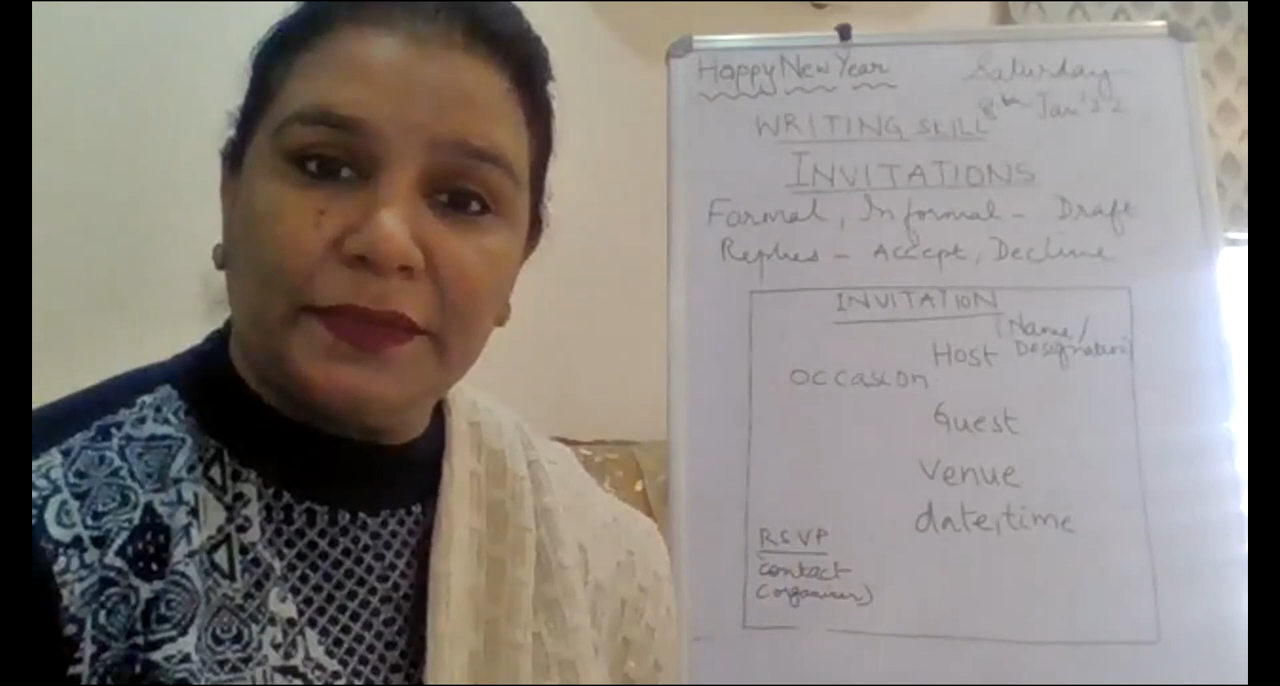 Happy New Year
Saturday
8th Jan'22
WRITING SKILL
INVITATIONS
Formal, Informal - Draft
Replies - Accept, Decline
INVITATION
(Name/
Host Designation)
Occasion
Guest
Venue
date, time
RSVP
Contact
(organiser)